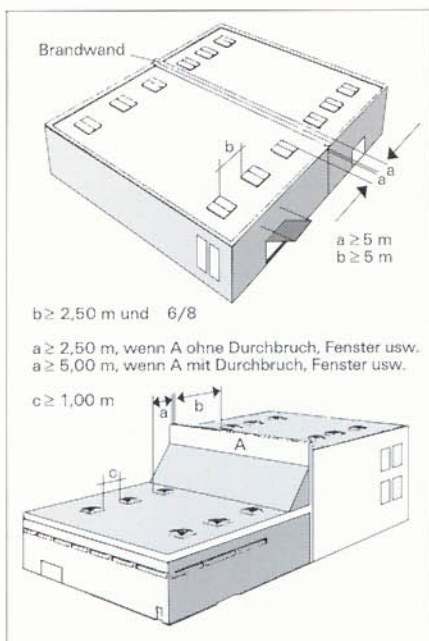 Brandwand
b
a
a
a ≥ 5 m
b ≥ 5 m
b ≥ 2,50 m und 6/8
a ≥ 2,50 m, wenn A ohne Durchbruch, Fenster usw.
a ≥ 5,00 m, wenn A mit Durchbruch, Fenster usw.
c ≥ 1,00 m
a
b
A
c